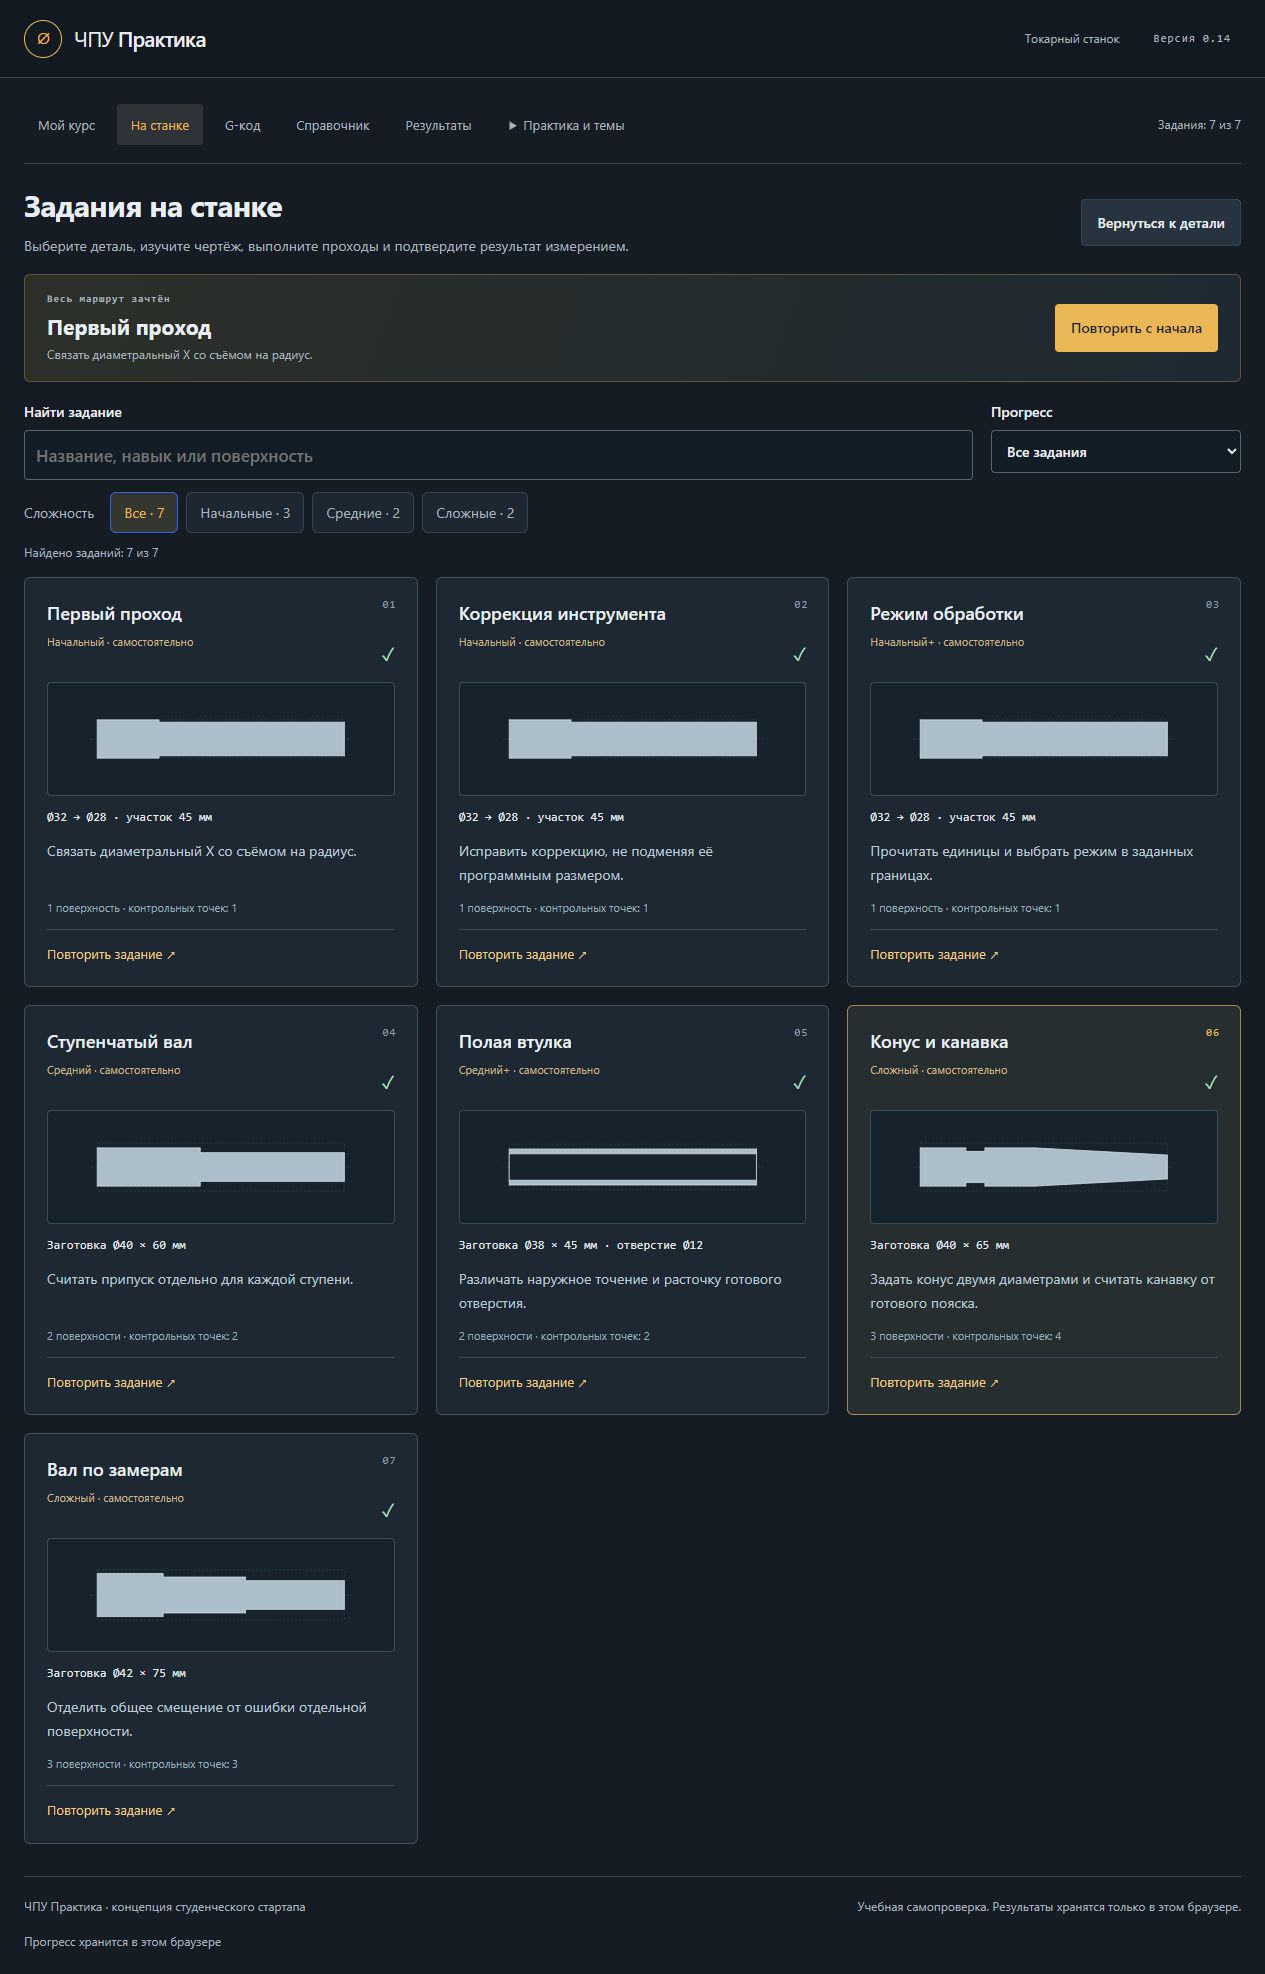 Ø ЧПУ Практика
Токарный станок
Версия 0.14
Мой курс
На станке
G-код
Справочник
Результаты
▶ Практика и темы
Задания: 7 из 7
Задания на станке
Выберите деталь, изучите чертёж, выполните проходы и подтвердите результат измерением.
Вернуться к детали
Весь маршрут зачтён
Первый проход
Связать диаметральный X со съёмом на радиус.
Повторить с начала
Найти задание
Название, навык или поверхность
Прогресс
Все задания
Сложность
Все · 7
Начальные · 3
Средние · 2
Сложные · 2
Найдено заданий: 7 из 7
Первый проход
01
Начальный · самостоятельно
✓
Ø32 → Ø28 · участок 45 мм
Связать диаметральный X со съёмом на радиус.
1 поверхность · контрольных точек: 1
Повторить задание ↗
Коррекция инструмента
02
Начальный · самостоятельно
✓
Ø32 → Ø28 · участок 45 мм
Исправить коррекцию, не подменяя её
программным размером.
1 поверхность · контрольных точек: 1
Повторить задание ↗
Режим обработки
03
Начальный+ · самостоятельно
✓
Ø32 → Ø28 · участок 45 мм
Прочитать единицы и выбрать режим в заданных
границах.
1 поверхность · контрольных точек: 1
Повторить задание ↗
Ступенчатый вал
04
Средний · самостоятельно
✓
Заготовка Ø40 × 60 мм
Считать припуск отдельно для каждой ступени.
2 поверхности · контрольных точек: 2
Повторить задание ↗
Полая втулка
05
Средний+ · самостоятельно
✓
Заготовка Ø38 × 45 мм · отверстие Ø12
Различать наружное точение и расточку готового
отверстия.
2 поверхности · контрольных точек: 2
Повторить задание ↗
Конус и канавка
06
Сложный · самостоятельно
✓
Заготовка Ø40 × 65 мм
Задать конус двумя диаметрами и считать канавку от
готового пояска.
3 поверхности · контрольных точек: 4
Повторить задание ↗
Вал по замерам
07
Сложный · самостоятельно
✓
Заготовка Ø42 × 75 мм
Отделить общее смещение от ошибки отдельной
поверхности.
3 поверхности · контрольных точек: 3
Повторить задание ↗
ЧПУ Практика · концепция студенческого стартапа
Учебная самопроверка. Результаты хранятся только в этом браузере.
Прогресс хранится в этом браузере